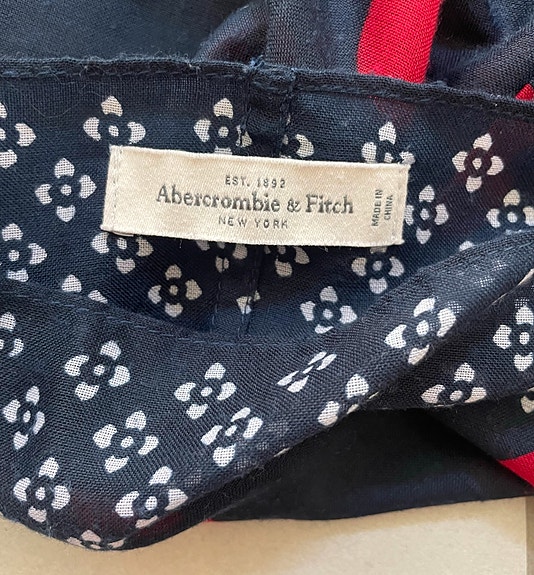 EST. 1892
Abercrombie & Fitch
NEW YORK
MADE IN
CHINA